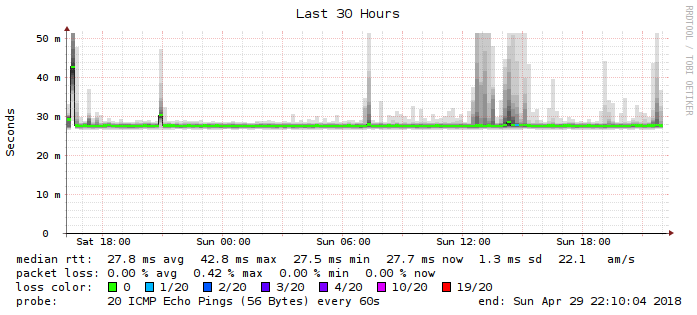 Last 30 Hours
RRDTOOL / TOBI OETIKER
Seconds
50 m
40 m
30 m
20 m
10 m
0
Sat 18:00 Sun 00:00 Sun 06:00 Sun 12:00 Sun 18:00
median rtt: 27.8 ms avg 42.8 ms max 27.5 ms min 27.7 ms now 1.3 ms sd 22.1 am/s
packet loss: 0.00 % avg 0.42 % max 0.00 % min 0.00 % now
loss color: 0 1/20 2/20 3/20 4/20 10/20 19/20
probe: 20 ICMP Echo Pings (56 Bytes) every 60s end: Sun Apr 29 22:10:04 2018